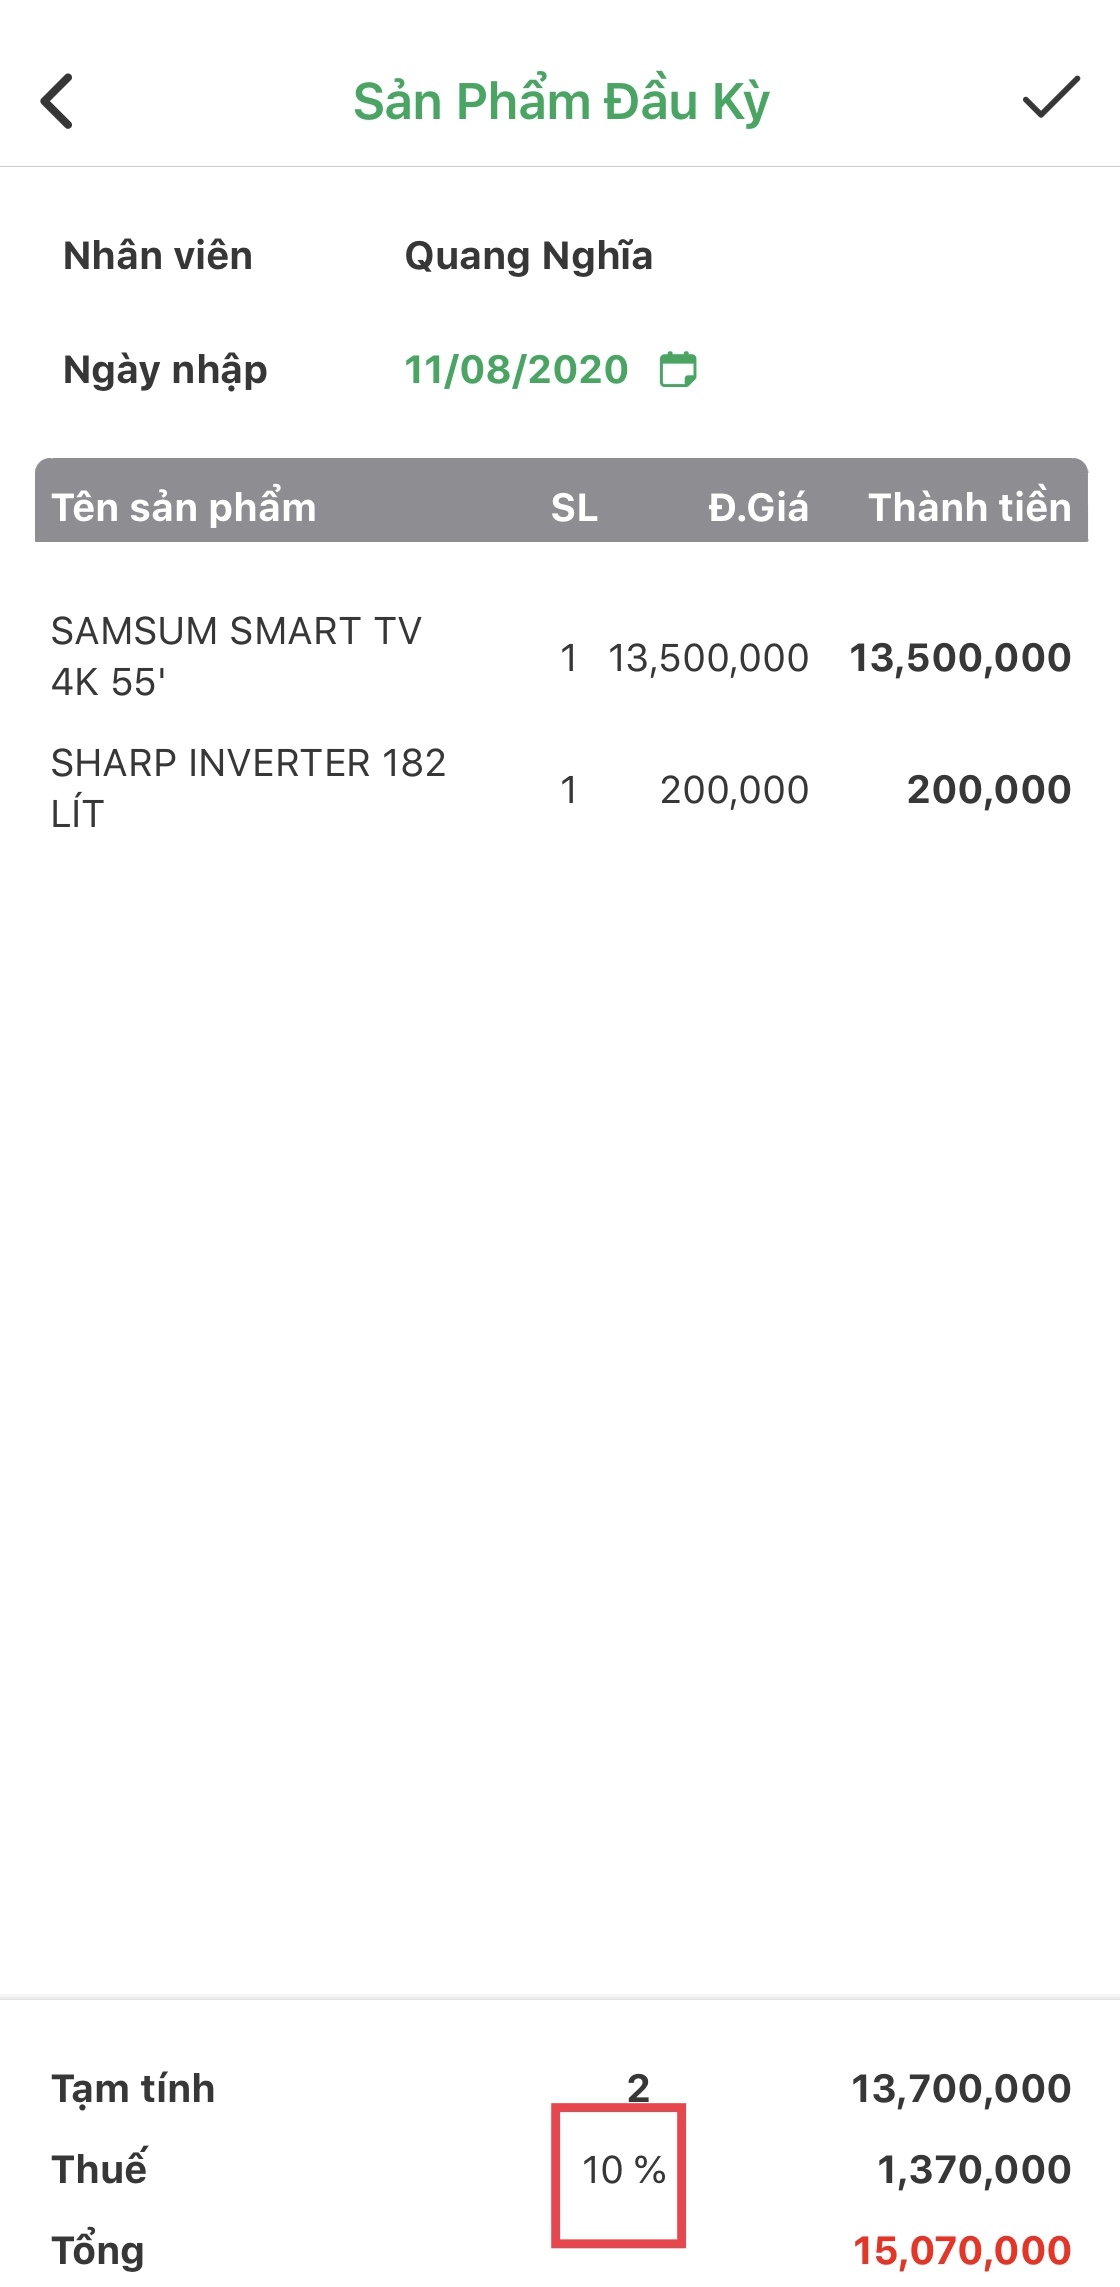 Sản Phẩm Đầu Kỳ
Nhân viên Quang Nghĩa
Ngày nhập 11/08/2020
Tên sản phẩm SL Đ.Giá Thành tiền
SAMSUM SMART TV
4K 55' 1 13,500,000 13,500,000
SHARP INVERTER 182
LÍT 1 200,000 200,000
Tạm tính 2 13,700,000
Thuế 10 % 1,370,000
Tổng 15,070,000